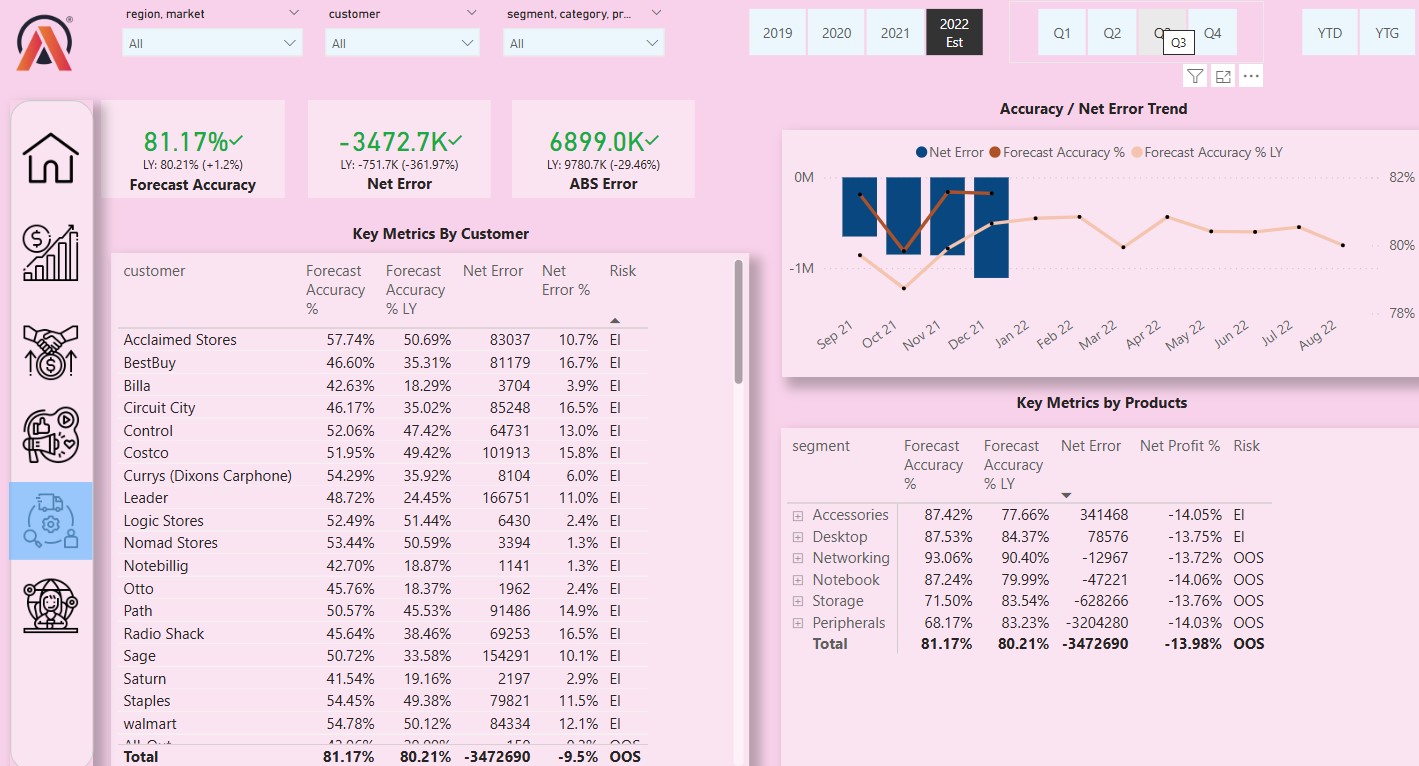 region, market
customer
segment, category, pr...
All
All
All
2019
2020
2021
2022
Est
Q1
Q2
Q3
Q4
YTD
YTG
81.17%
LY: 80.21% (+1.2%)
Forecast Accuracy
-3472.7K
LY: -751.7K (-361.97%)
Net Error
6899.0K
LY: 9780.7K (-29.46%)
ABS Error
Accuracy / Net Error Trend
Net Error Forecast Accuracy % Forecast Accuracy % LY
0M
-1M
82%
80%
78%
Sep 21 Oct 21 Nov 21 Dec 21 Jan 22 Feb 22 Mar 22 Apr 22 May 22 Jun 22 Jul 22 Aug 22
Key Metrics By Customer
customer Forecast Accuracy % Forecast Accuracy % LY Net Error Net Error % Risk
Acclaimed Stores 57.74% 50.69% 83037 10.7% EI
BestBuy 46.60% 35.31% 81179 16.7% EI
Billa 42.63% 18.29% 3704 3.9% EI
Circuit City 46.17% 35.02% 85248 16.5% EI
Control 52.06% 47.42% 64731 13.0% EI
Costco 51.95% 49.42% 101913 15.8% EI
Currys (Dixons Carphone) 54.29% 35.92% 8104 6.0% EI
Leader 48.72% 24.45% 166751 11.0% EI
Logic Stores 52.49% 51.44% 6430 2.4% EI
Nomad Stores 53.44% 50.59% 3394 1.3% EI
Notebillig 42.70% 18.87% 1141 1.3% EI
Otto 45.76% 18.37% 1962 2.4% EI
Path 50.57% 45.53% 91486 14.9% EI
Radio Shack 45.64% 38.46% 69253 16.5% EI
Sage 50.72% 33.58% 154291 10.1% EI
Saturn 41.54% 19.16% 2197 2.9% EI
Staples 54.45% 49.38% 79821 11.5% EI
walmart 54.78% 50.12% 84334 12.1% EI
Total 81.17% 80.21% -3472690 -9.5% OOS
Key Metrics by Products
segment Forecast Accuracy % Forecast Accuracy % LY Net Error Net Profit % Risk
Accessories 87.42% 77.66% 341468 -14.05% EI
Desktop 87.53% 84.37% 78576 -13.75% EI
Networking 93.06% 90.40% -12967 -13.72% OOS
Notebook 87.24% 79.99% -47221 -14.06% OOS
Storage 71.50% 83.54% -628266 -13.76% OOS
Peripherals 68.17% 83.23% -3204280 -14.03% OOS
Total 81.17% 80.21% -3472690 -13.98% OOS